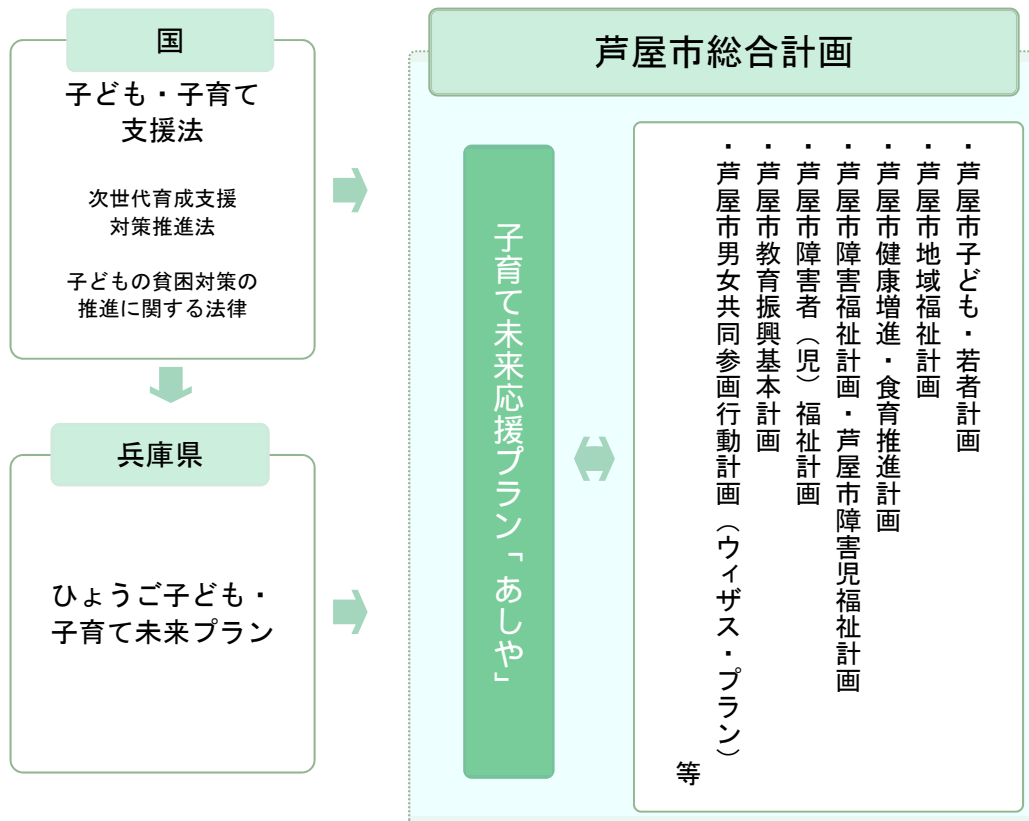 国
子ども・子育て
支援法
次世代育成支援
対策推進法
子どもの貧困対策の
推進に関する法律
兵庫県
ひょうご子ども・
子育て未来プラン
芦屋市総合計画
子育て未来応援プラン「あしや」
・芦屋市子ども・若者計画
・芦屋市地域福祉計画
・芦屋市健康増進・食育推進計画
・芦屋市障害福祉計画・芦屋市障害児福祉計画
・芦屋市障害者（児）福祉計画
・芦屋市教育振興基本計画
・芦屋市男女共同参画行動計画（ウィザス・プラン）
等